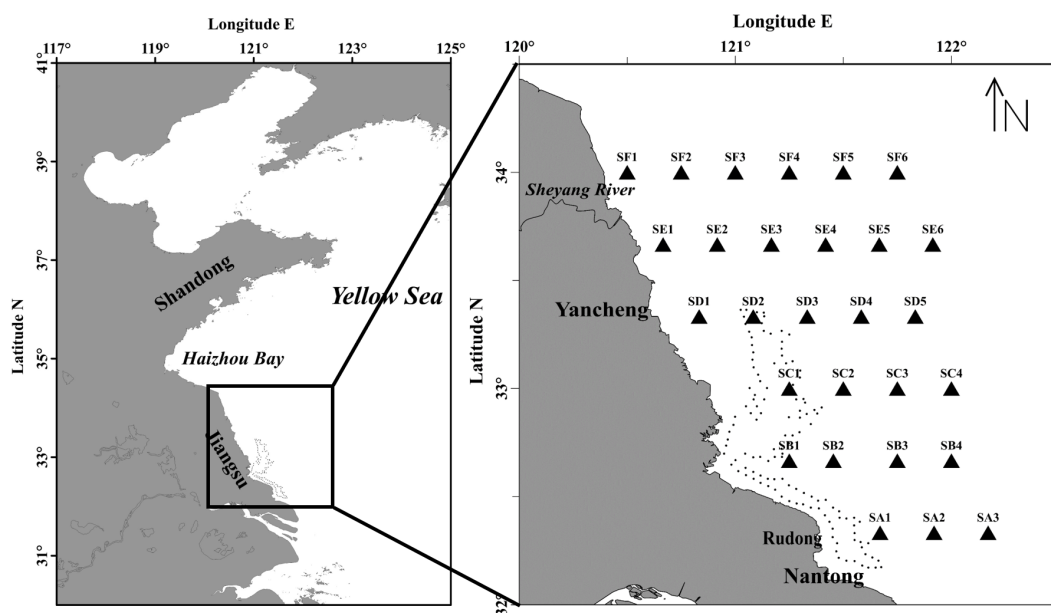 Longitude E
117° 119° 121° 123° 125°
Latitude N
41°
39°
37°
35°
33°
31°
Shandong
Yellow Sea
Haizhou Bay
Jiangsu
Longitude E
120° 121° 122°
Latitude N
34°
33°
32°
N
SF1 SF2 SF3 SF4 SF5 SF6
Sheyang River
SE1 SE2 SE3 SE4 SE5 SE6
Yancheng
SD1 SD2 SD3 SD4 SD5
SC1 SC2 SC3 SC4
SB1 SB2 SB3 SB4
SA1 SA2 SA3
Rudong
Nantong